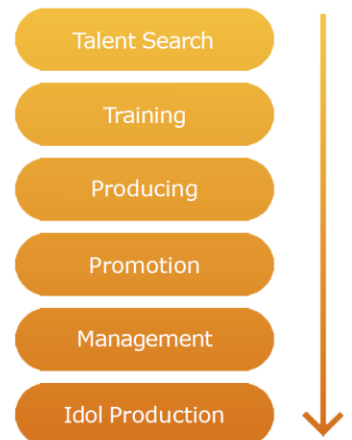 Talent Search
Training
Producing
Promotion
Management
Idol Production